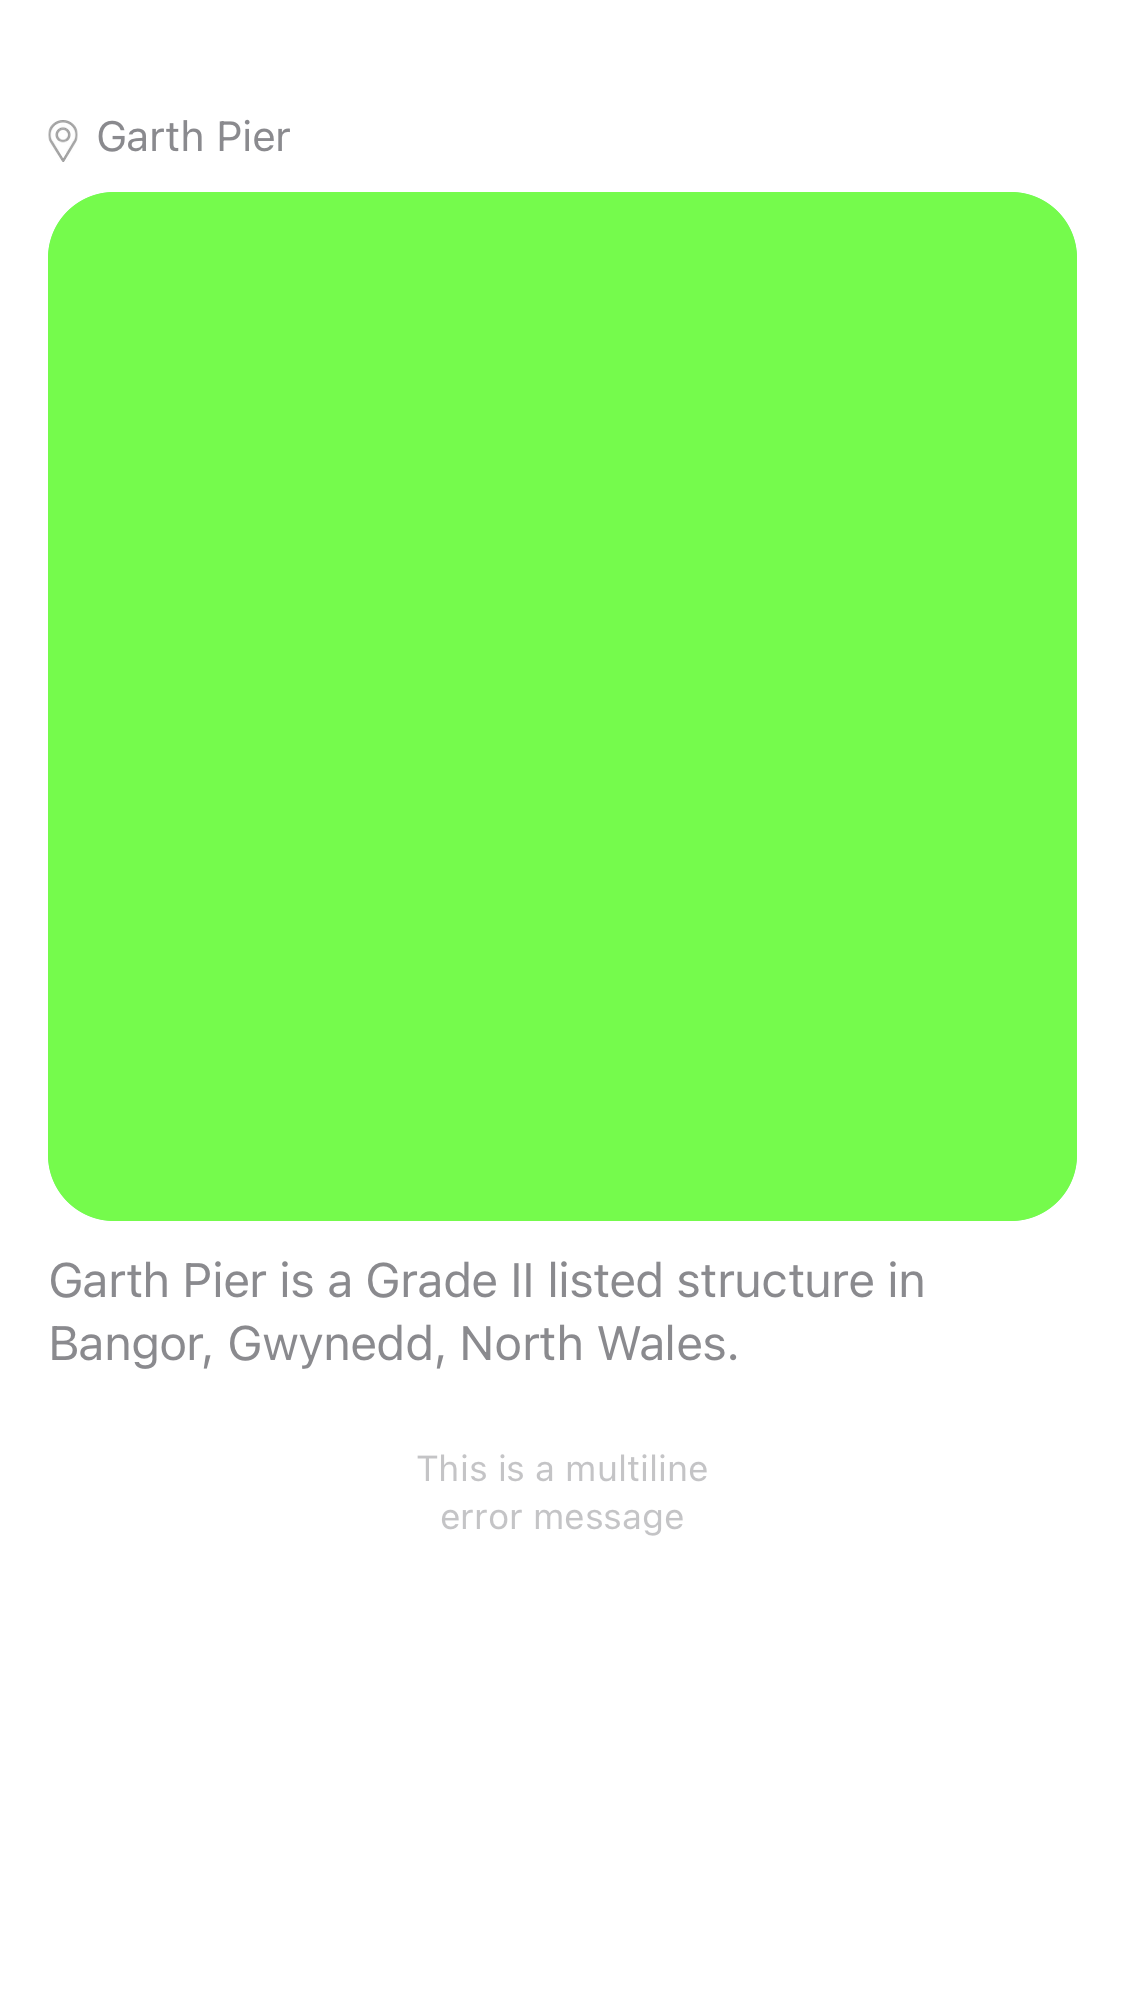 Garth Pier
Garth Pier is a Grade II listed structure in
Bangor, Gwynedd, North Wales.
This is a multiline
error message